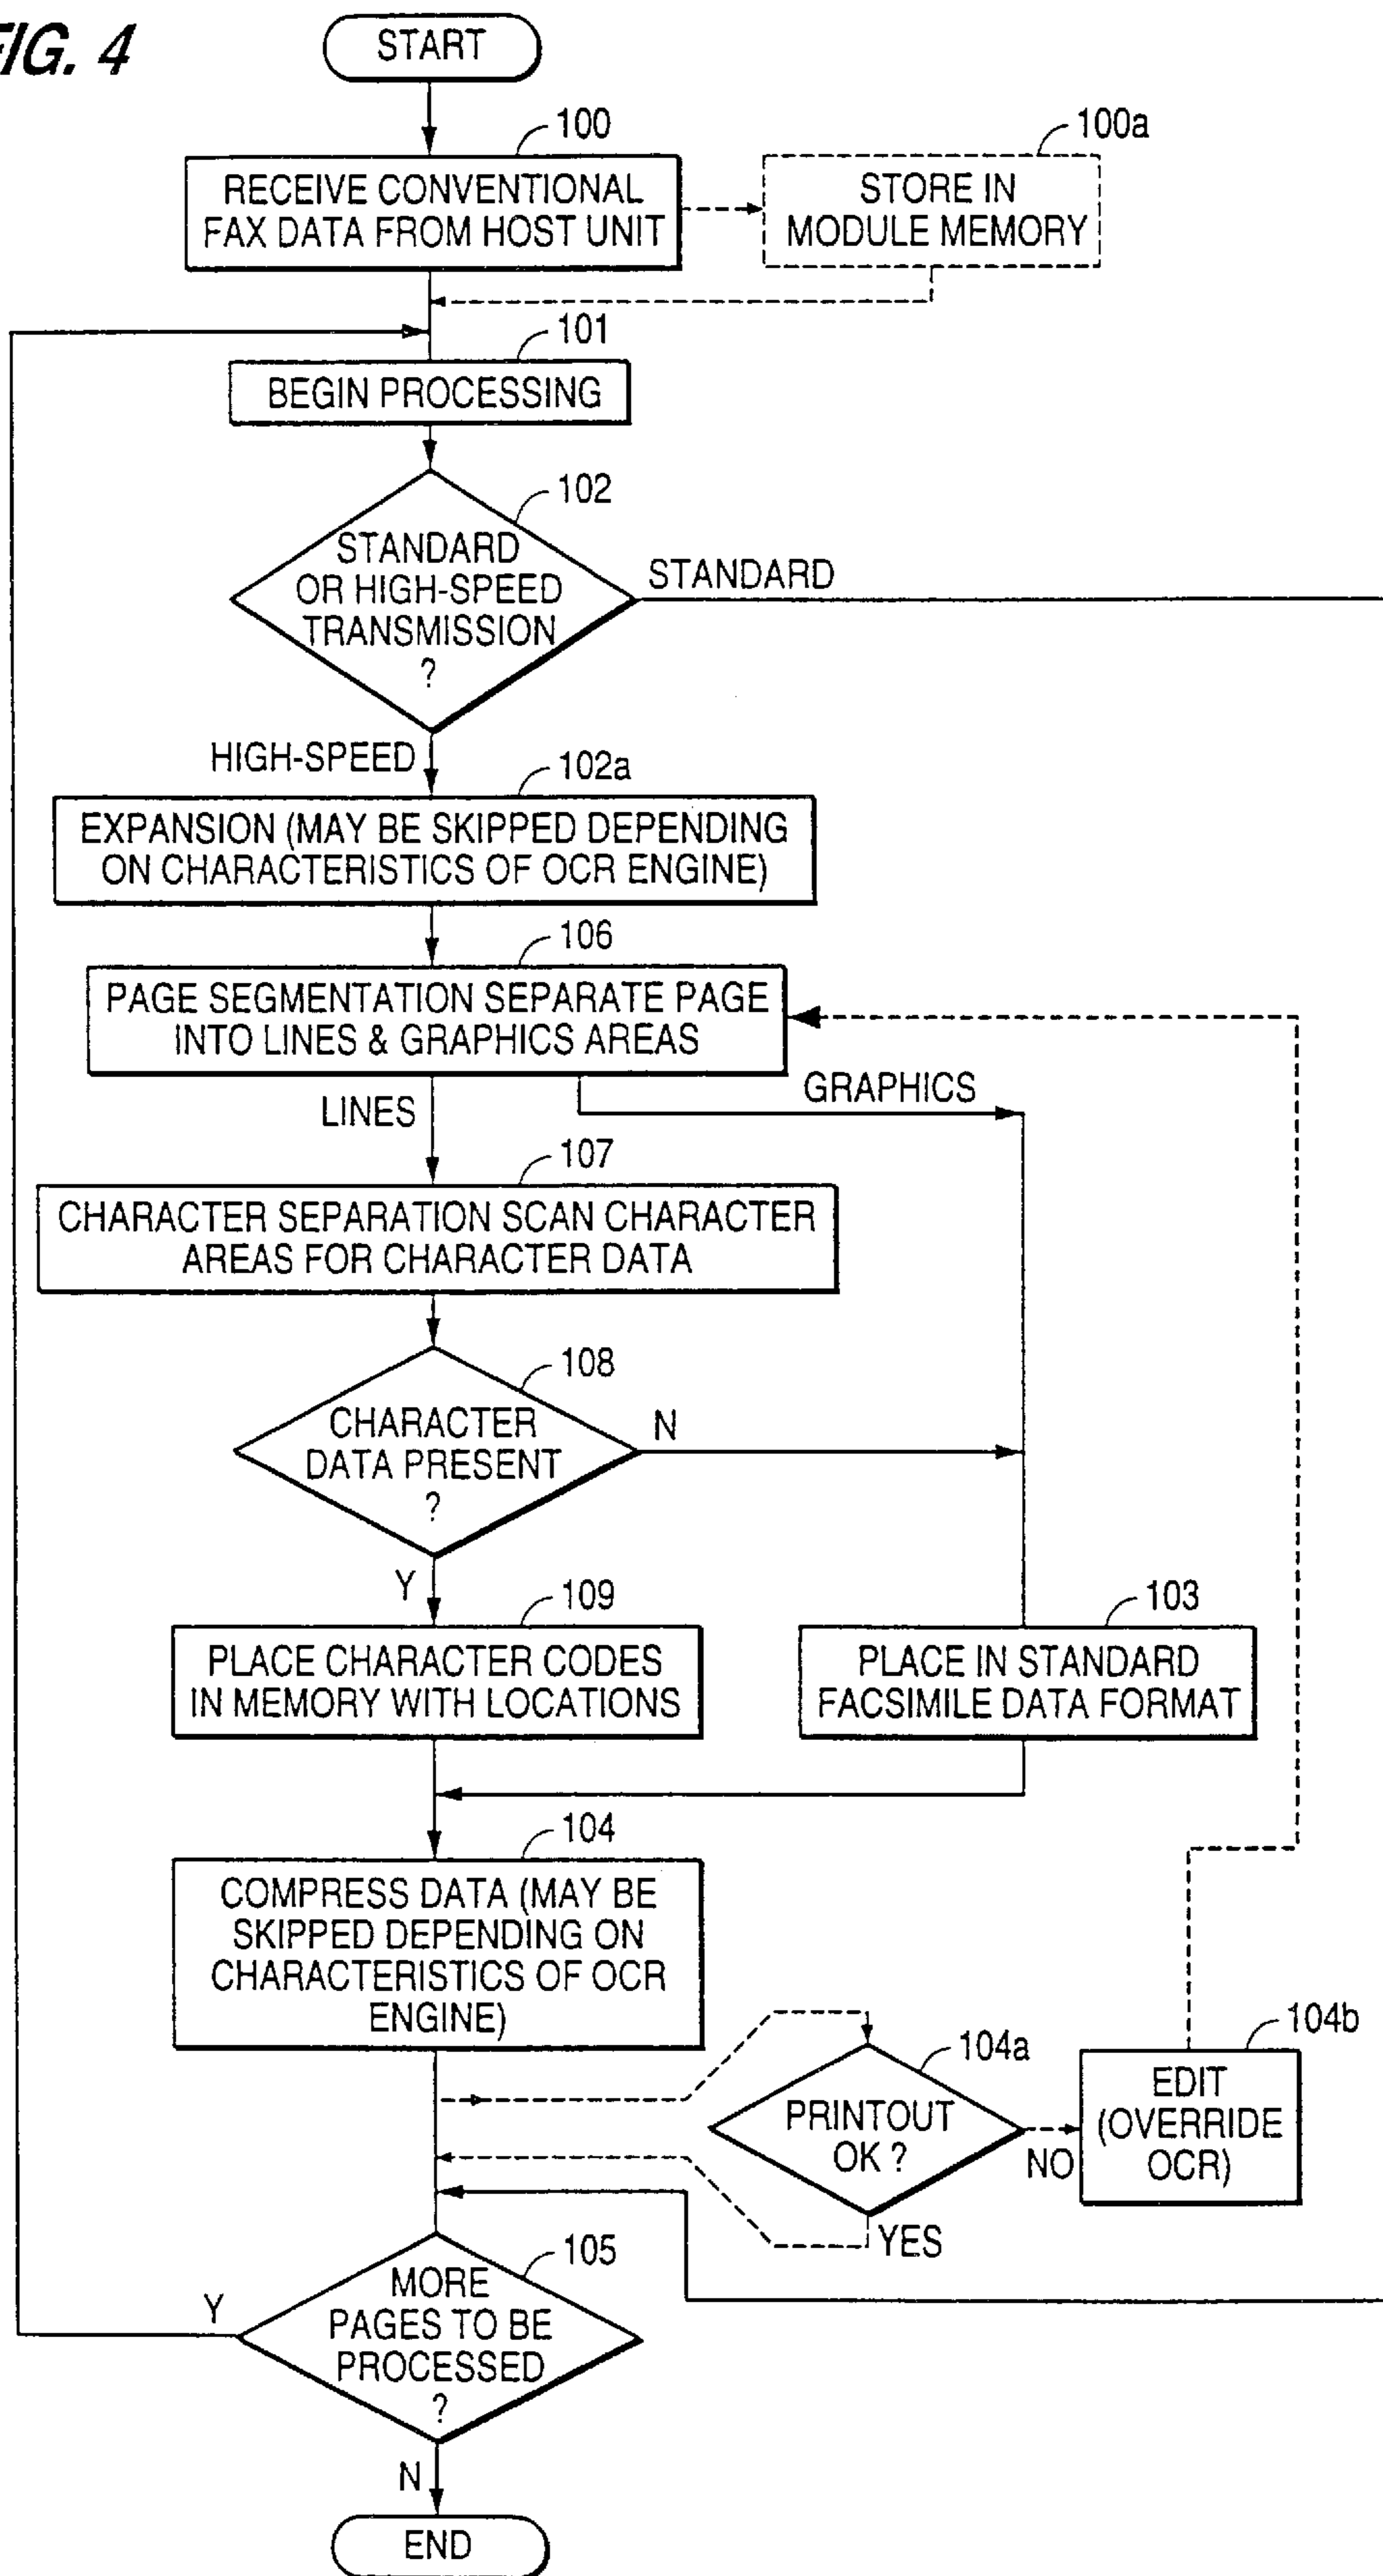 FIG. 4
START
100
RECEIVE CONVENTIONAL
FAX DATA FROM HOST UNIT
100a
STORE IN
MODULE MEMORY
101
BEGIN PROCESSING
102
STANDARD
OR HIGH-SPEED
TRANSMISSION
?
STANDARD
HIGH-SPEED
102a
EXPANSION (MAY BE SKIPPED DEPENDING
ON CHARACTERISTICS OF OCR ENGINE)
106
PAGE SEGMENTATION SEPARATE PAGE
INTO LINES & GRAPHICS AREAS
LINES
GRAPHICS
107
CHARACTER SEPARATION SCAN CHARACTER
AREAS FOR CHARACTER DATA
108
CHARACTER
DATA PRESENT
?
N
Y
109
PLACE CHARACTER CODES
IN MEMORY WITH LOCATIONS
103
PLACE IN STANDARD
FACSIMILE DATA FORMAT
104
COMPRESS DATA (MAY BE
SKIPPED DEPENDING ON
CHARACTERISTICS OF OCR
ENGINE)
104a
PRINTOUT
OK ?
NO
YES
104b
EDIT
(OVERRIDE
OCR)
105
MORE
PAGES TO BE
PROCESSED
?
Y
N
END